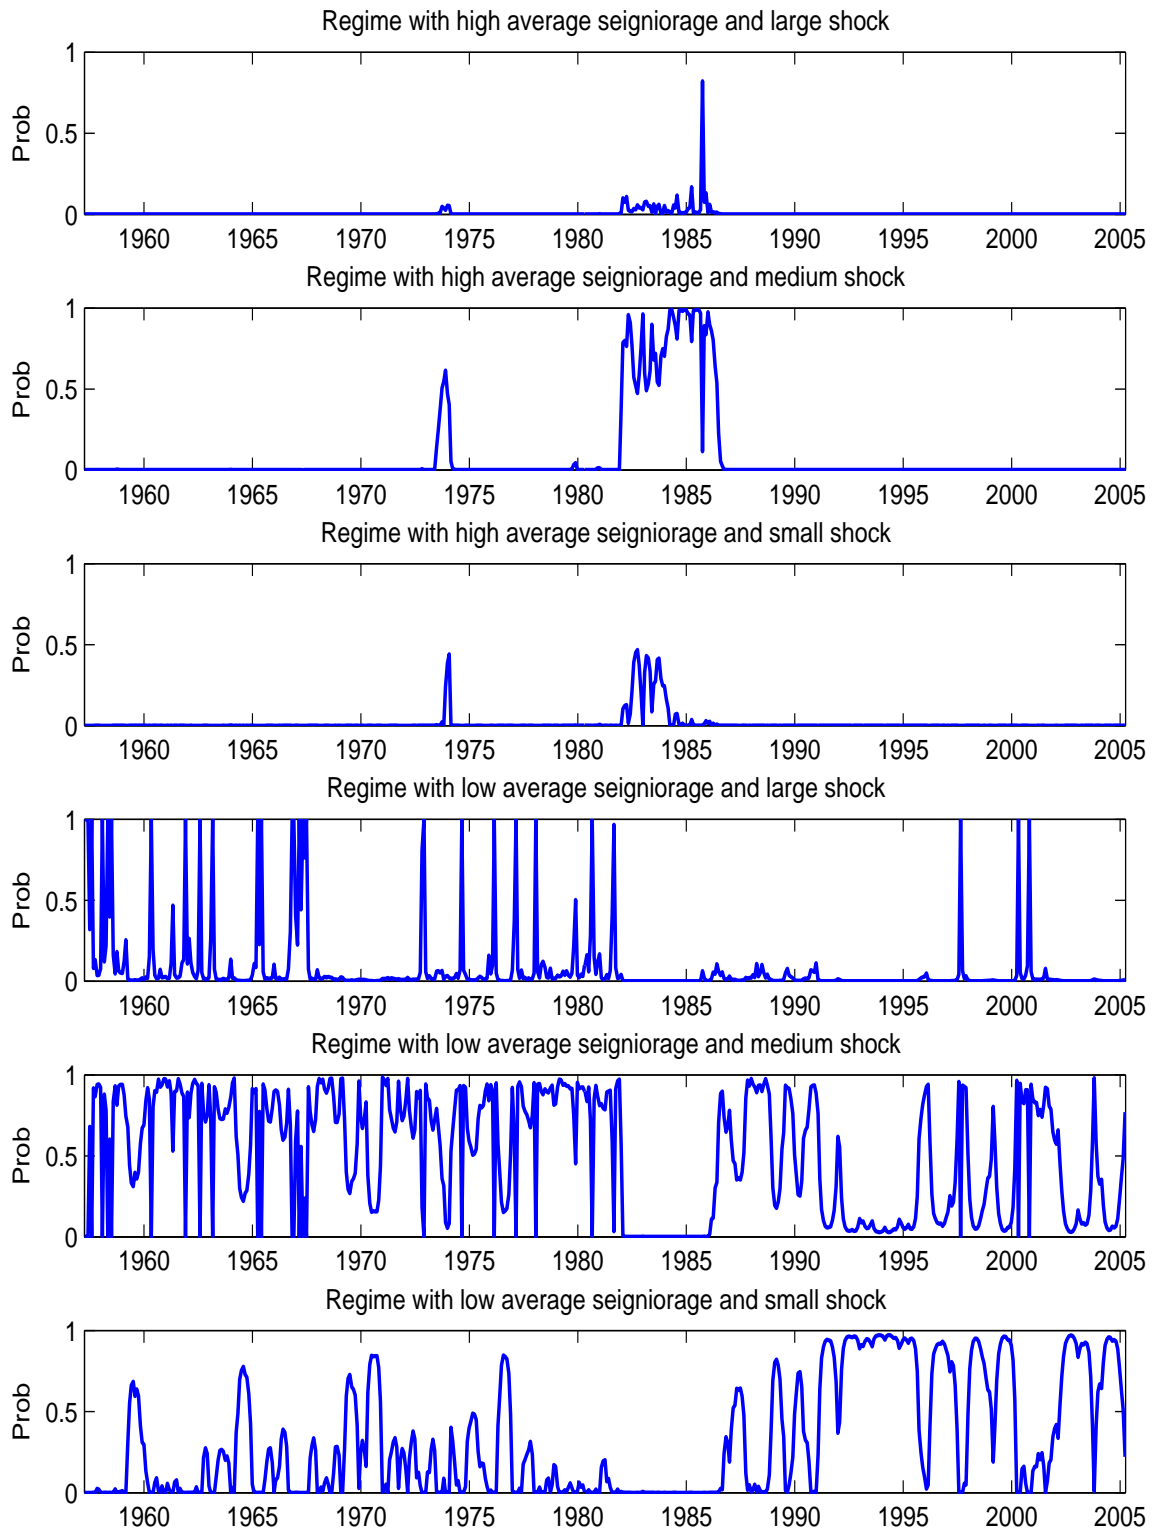 Regime with high average seigniorage and large shock
1
0.5
0
Prob
1960 1965 1970 1975 1980 1985 1990 1995 2000 2005
Regime with high average seigniorage and medium shock
1
0.5
0
Prob
1960 1965 1970 1975 1980 1985 1990 1995 2000 2005
Regime with high average seigniorage and small shock
1
0.5
0
Prob
1960 1965 1970 1975 1980 1985 1990 1995 2000 2005
Regime with low average seigniorage and large shock
1
0.5
0
Prob
1960 1965 1970 1975 1980 1985 1990 1995 2000 2005
Regime with low average seigniorage and medium shock
1
0.5
0
Prob
1960 1965 1970 1975 1980 1985 1990 1995 2000 2005
Regime with low average seigniorage and small shock
1
0.5
0
Prob
1960 1965 1970 1975 1980 1985 1990 1995 2000 2005